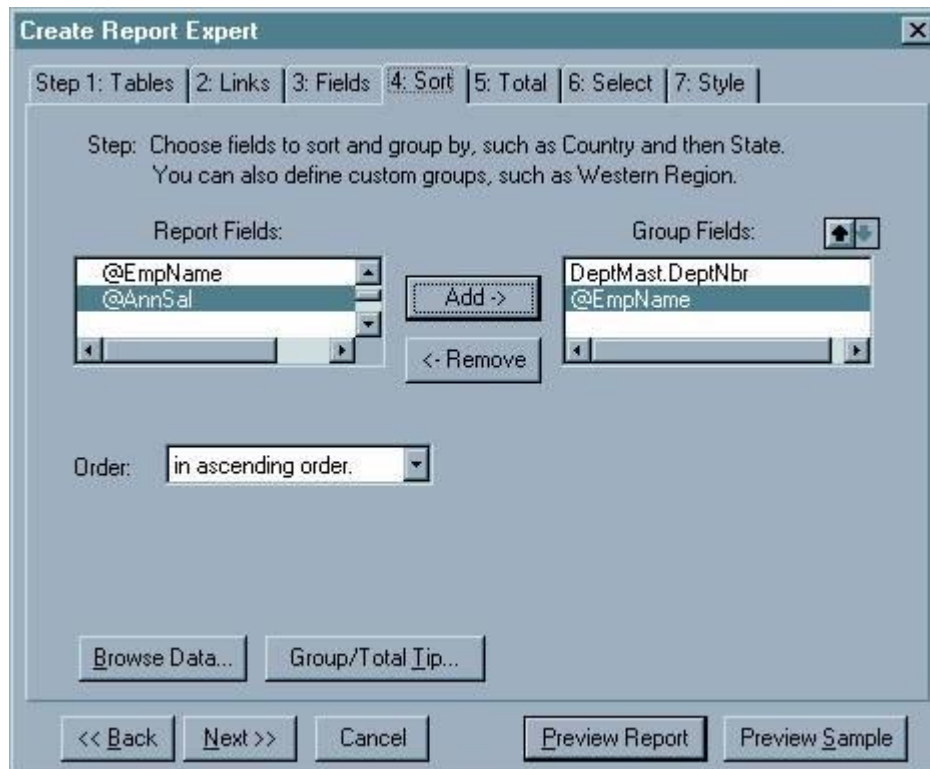 Create Report Expert
Step 1: Tables 2: Links 3: Fields 4: Sort 5: Total 6: Select 7: Style
Step: Choose fields to sort and group by, such as Country and then State.
You can also define custom groups, such as Western Region.
Report Fields: Group Fields:
@EmpName DeptMast.DeptNbr
@AnnSal Add -> @EmpName
<- Remove
Order: in ascending order.
Browse Data... Group/Total Tip...
<< Back Next >> Cancel Preview Report Preview Sample